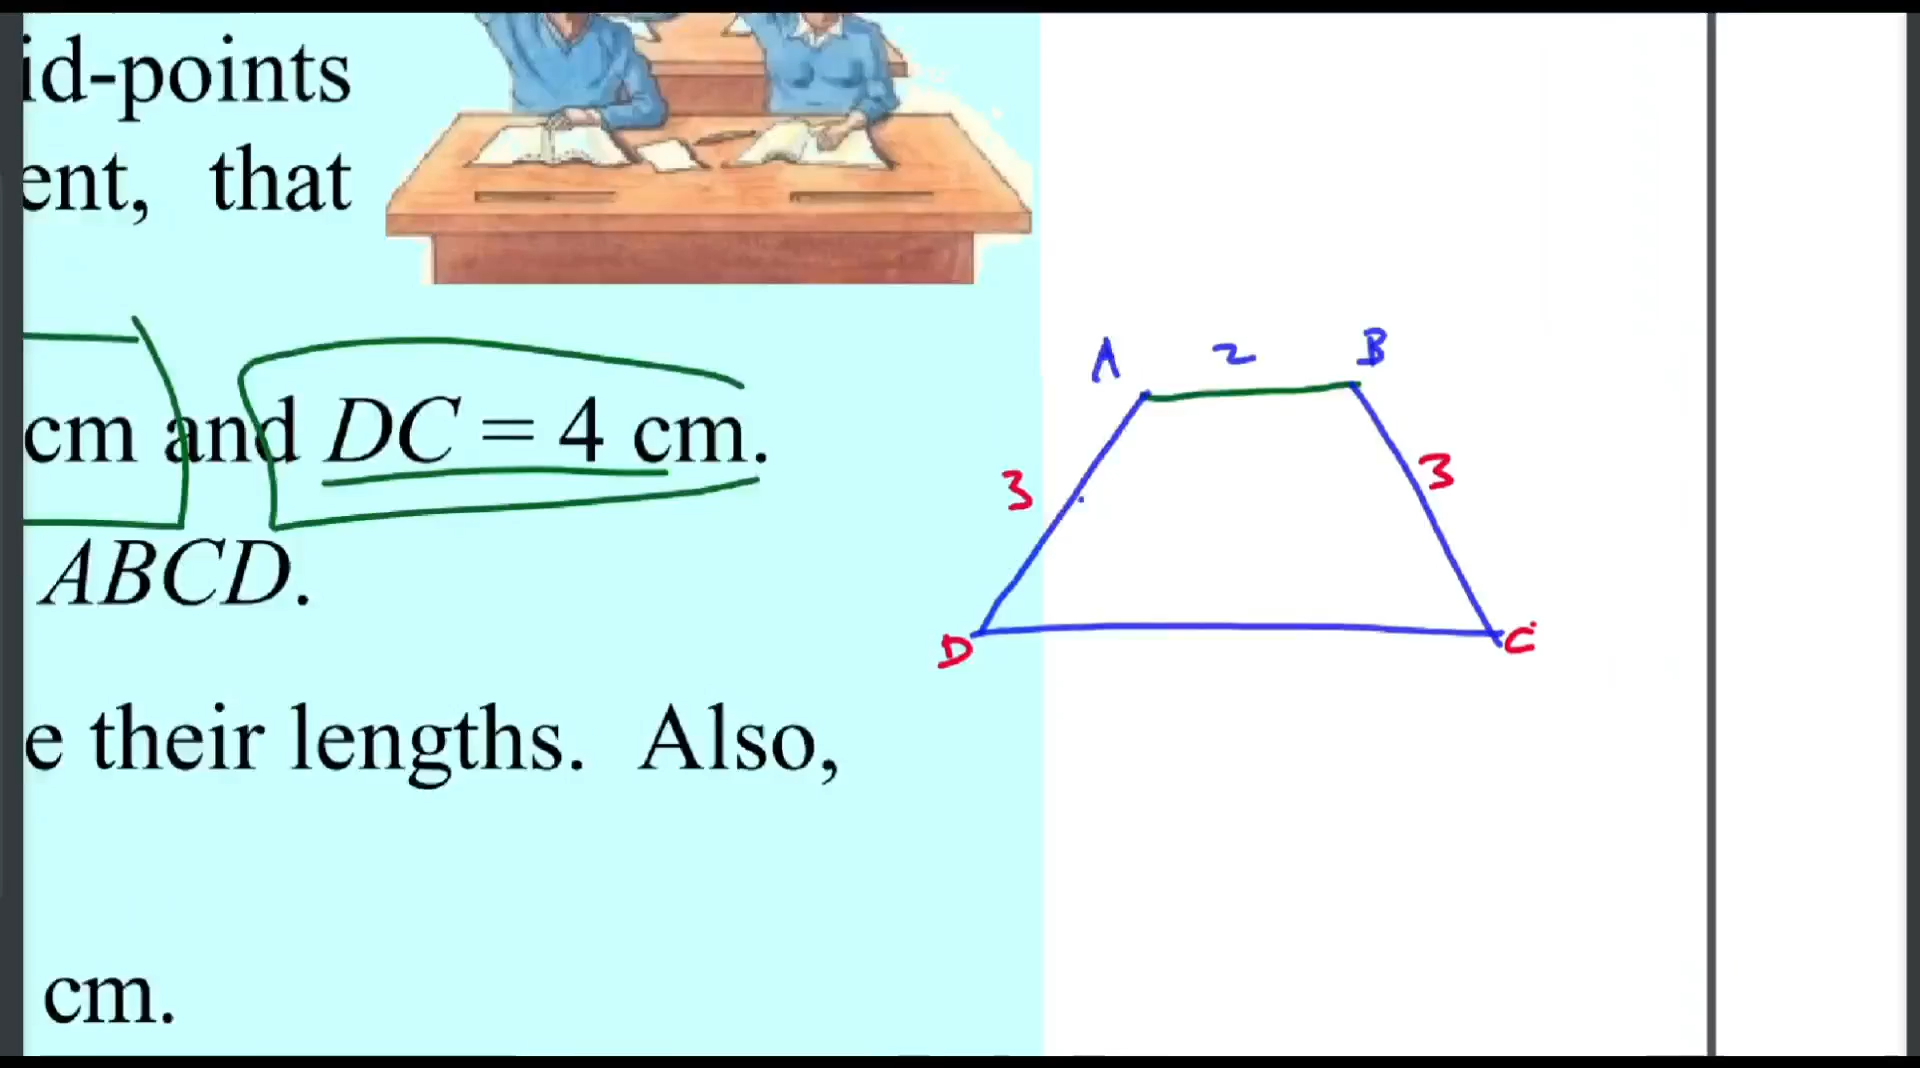 id-points
ent, that
cm and DC = 4 cm.
ABCD.
e their lengths. Also,
cm.
A 2 B
3 3
D C